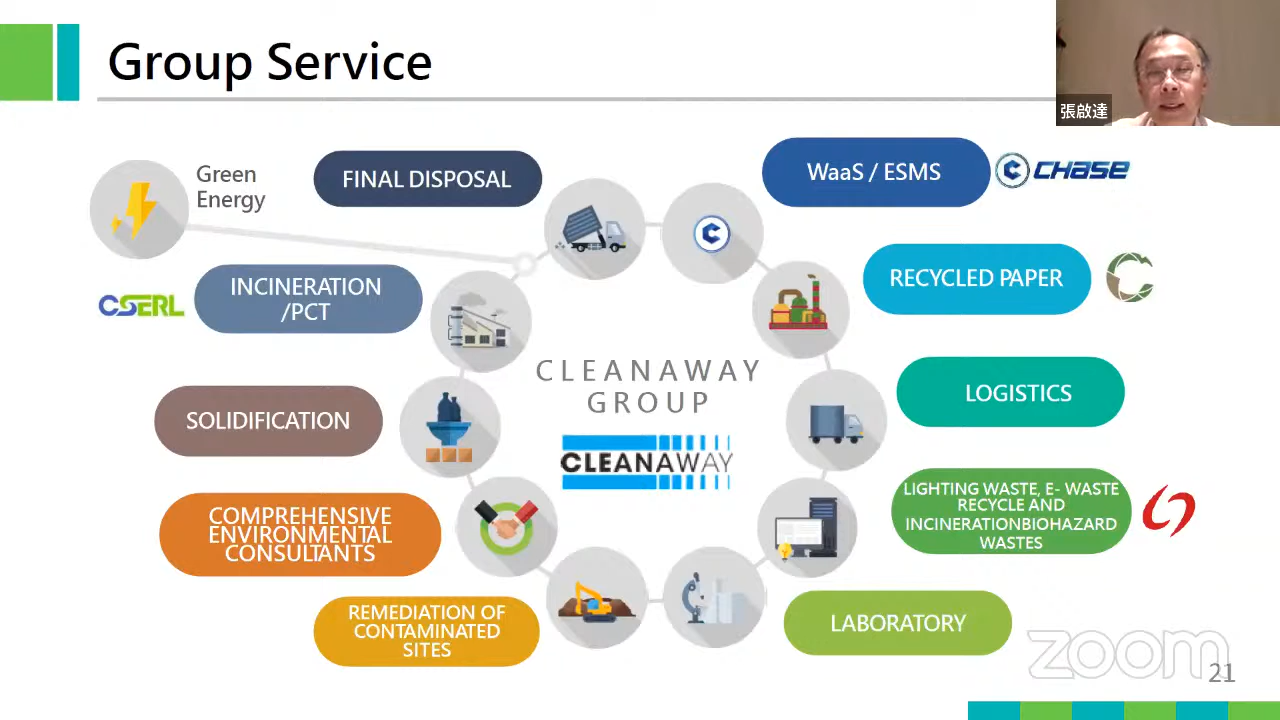 Group Service
張啟達
Green
Energy
FINAL DISPOSAL
WaaS / ESMS
CHASE
INCINERATION
/PCT
CSERL
RECYCLED PAPER
CLEANAWAY
GROUP
CLEANAWAY
SOLIDIFICATION
LOGISTICS
COMPREHENSIVE
ENVIRONMENTAL
CONSULTANTS
LIGHTING WASTE, E- WASTE
RECYCLE AND
INCINERATIONBIOHAZARD
WASTES
REMEDIATION OF
CONTAMINATED
SITES
LABORATORY
zoom
21